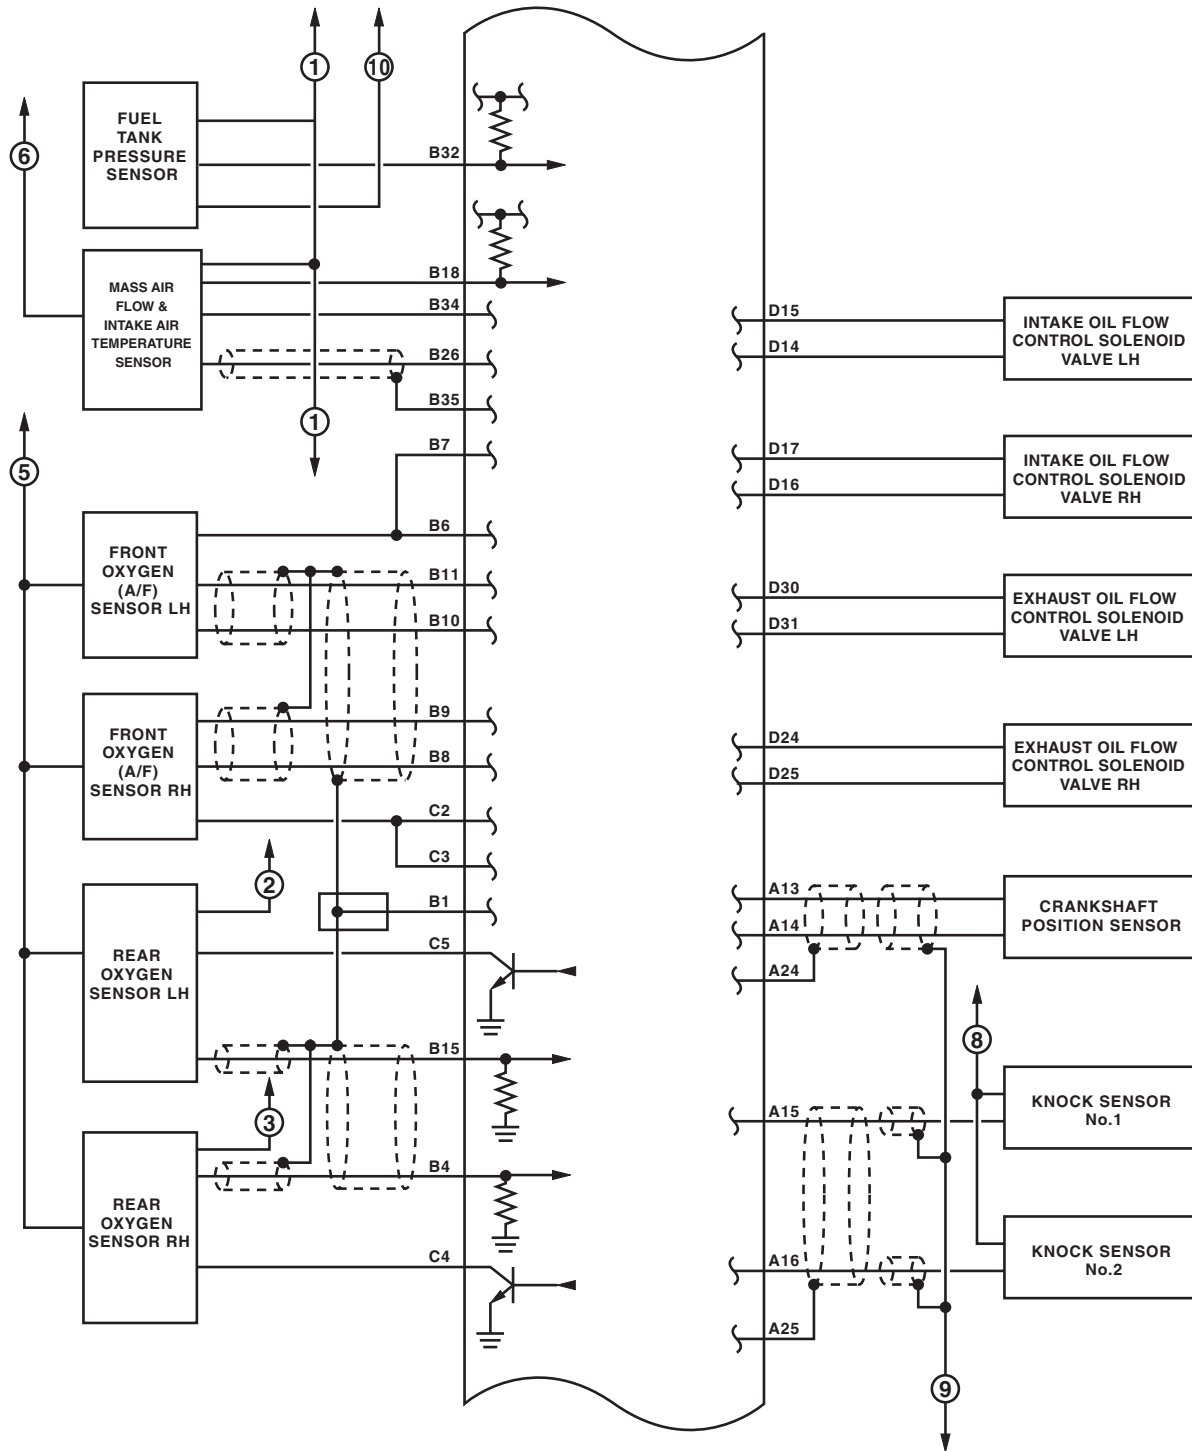 1
10
6
FUEL
TANK
PRESSURE
SENSOR
B32
MASS AIR
FLOW &
INTAKE AIR
TEMPERATURE
SENSOR
B18
B34
B26
B35
1
5
B7
FRONT
OXYGEN
(A/F)
SENSOR LH
B6
B11
B10
FRONT
OXYGEN
(A/F)
SENSOR RH
B9
B8
C2
C3
2
REAR
OXYGEN
SENSOR LH
B1
C5
B15
3
REAR
OXYGEN
SENSOR RH
B4
C4
D15
D14
INTAKE OIL FLOW
CONTROL SOLENOID
VALVE LH
D17
D16
INTAKE OIL FLOW
CONTROL SOLENOID
VALVE RH
D30
D31
EXHAUST OIL FLOW
CONTROL SOLENOID
VALVE LH
D24
D25
EXHAUST OIL FLOW
CONTROL SOLENOID
VALVE RH
A13
A14
A24
CRANKSHAFT
POSITION SENSOR
8
A15
KNOCK SENSOR
No.1
A16
KNOCK SENSOR
No.2
A25
9